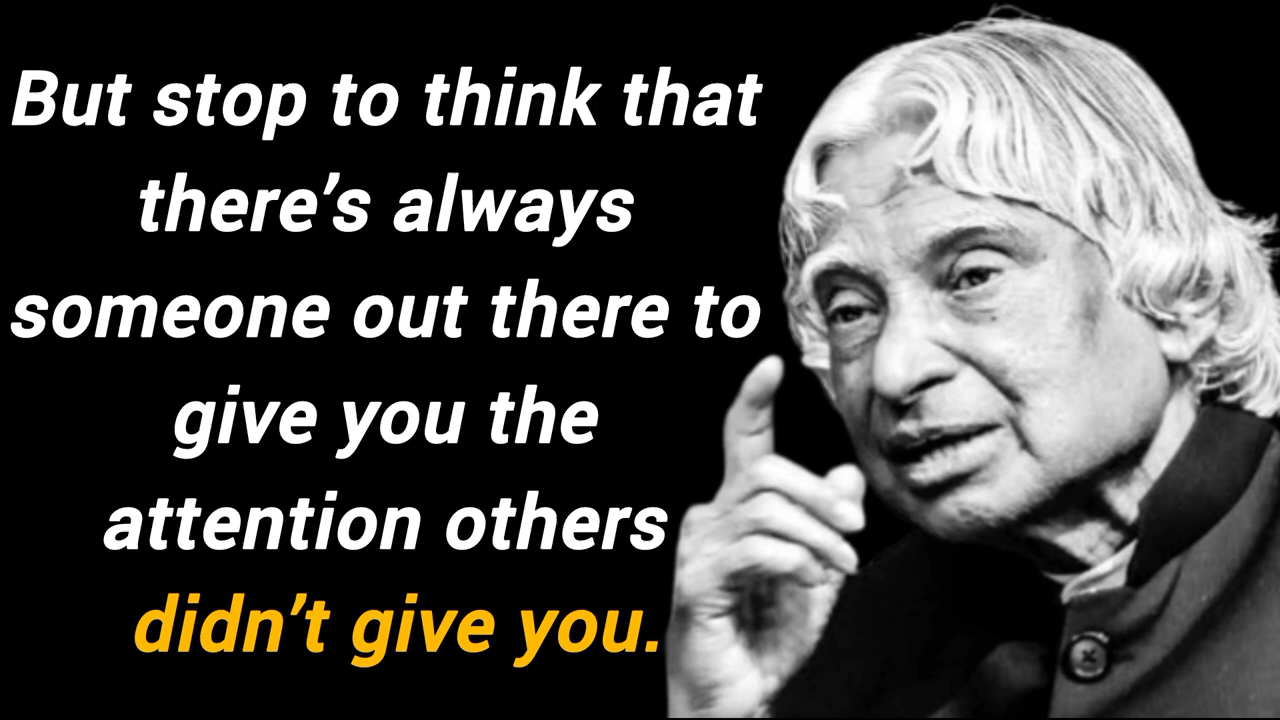 But stop to think that
there’s always
someone out there to
give you the
attention others
didn’t give you.